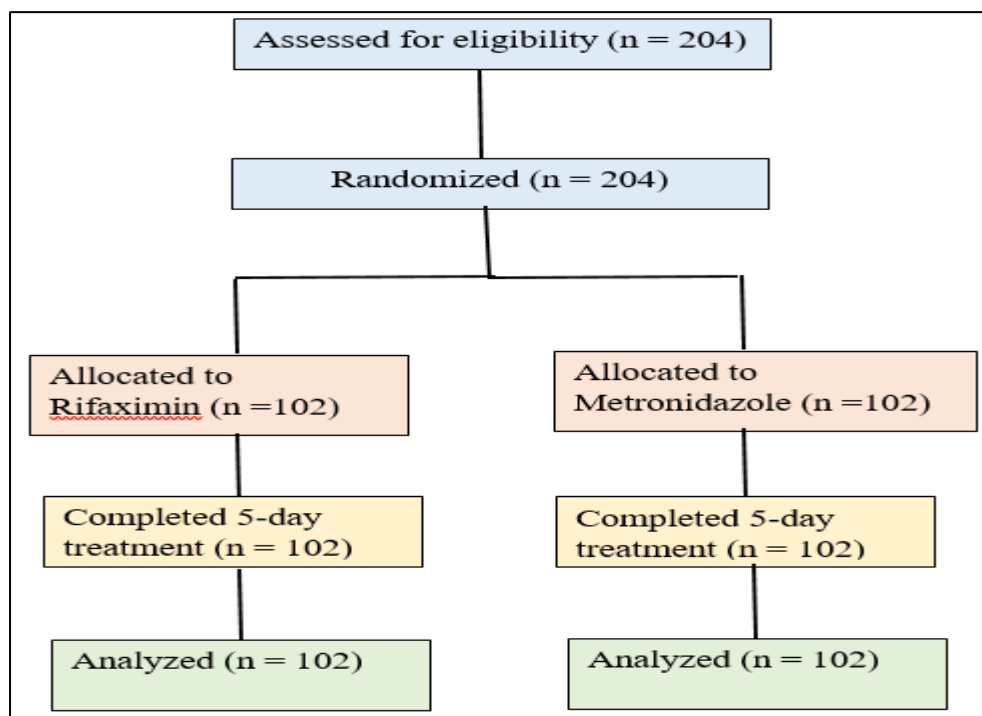 Assessed for eligibility (n = 204)
Randomized (n = 204)
Allocated to
Rifaximin (n =102)
Allocated to
Metronidazole (n =102)
Completed 5-day
treatment (n = 102)
Completed 5-day
treatment (n = 102)
Analyzed (n = 102)
Analyzed (n = 102)